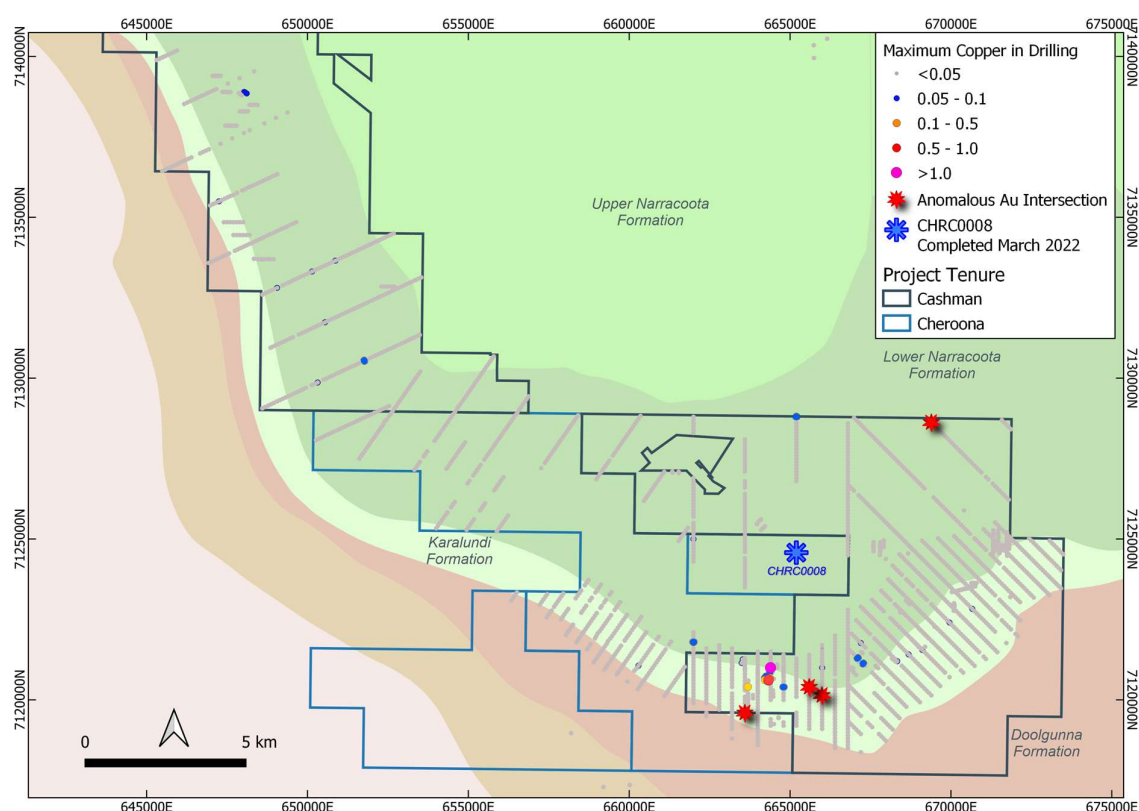 645000E 650000E 655000E 660000E 665000E 670000E 675000E
7140000N
7140000N
Maximum Copper in Drilling
<0.05
0.05 - 0.1
0.1 - 0.5
0.5 - 1.0
>1.0
Anomalous Au Intersection
CHRC0008
Completed March 2022
Project Tenure
Cashman
Cheroona
7135000N
7135000N
Upper Narracoota
Formation
Lower Narracoota
Formation
7130000N
7130000N
7125000N
7125000N
Karalundi
Formation
CHRC0008
7120000N
7120000N
Doolgunna
Formation
0 5 km
645000E 650000E 655000E 660000E 665000E 670000E 675000E